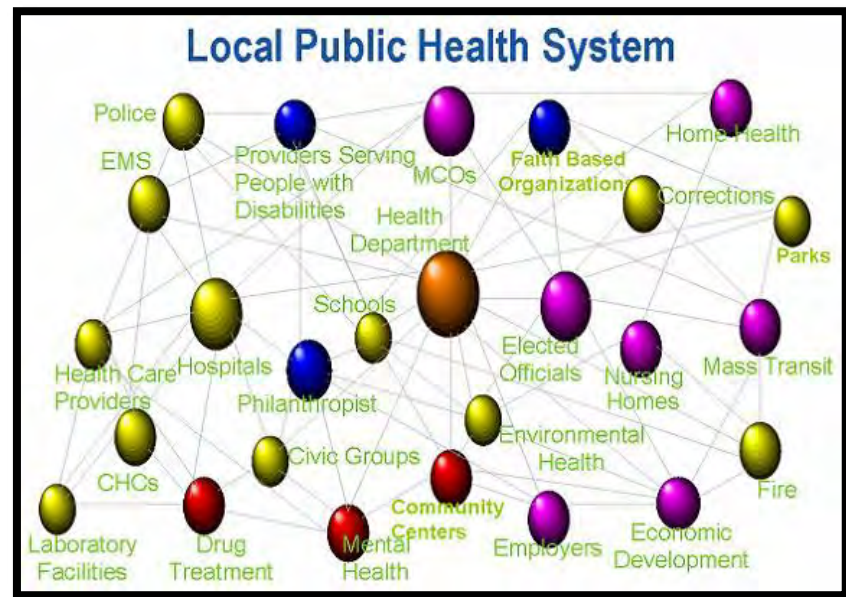 Local Public Health System
Police
EMS
Providers Serving
People with
Disabilities
MCOs
Faith Based
Organizations
Home Health
Corrections
Parks
Health
Department
Schools
Health Care
Providers
Hospitals
Philanthropist
Elected
Officials
Nursing
Homes
Mass Transit
CHCs
Civic Groups
Environmental
Health
Fire
Laboratory
Facilities
Drug
Treatment
Mental
Health
Community
Centers
Employers
Economic
Development